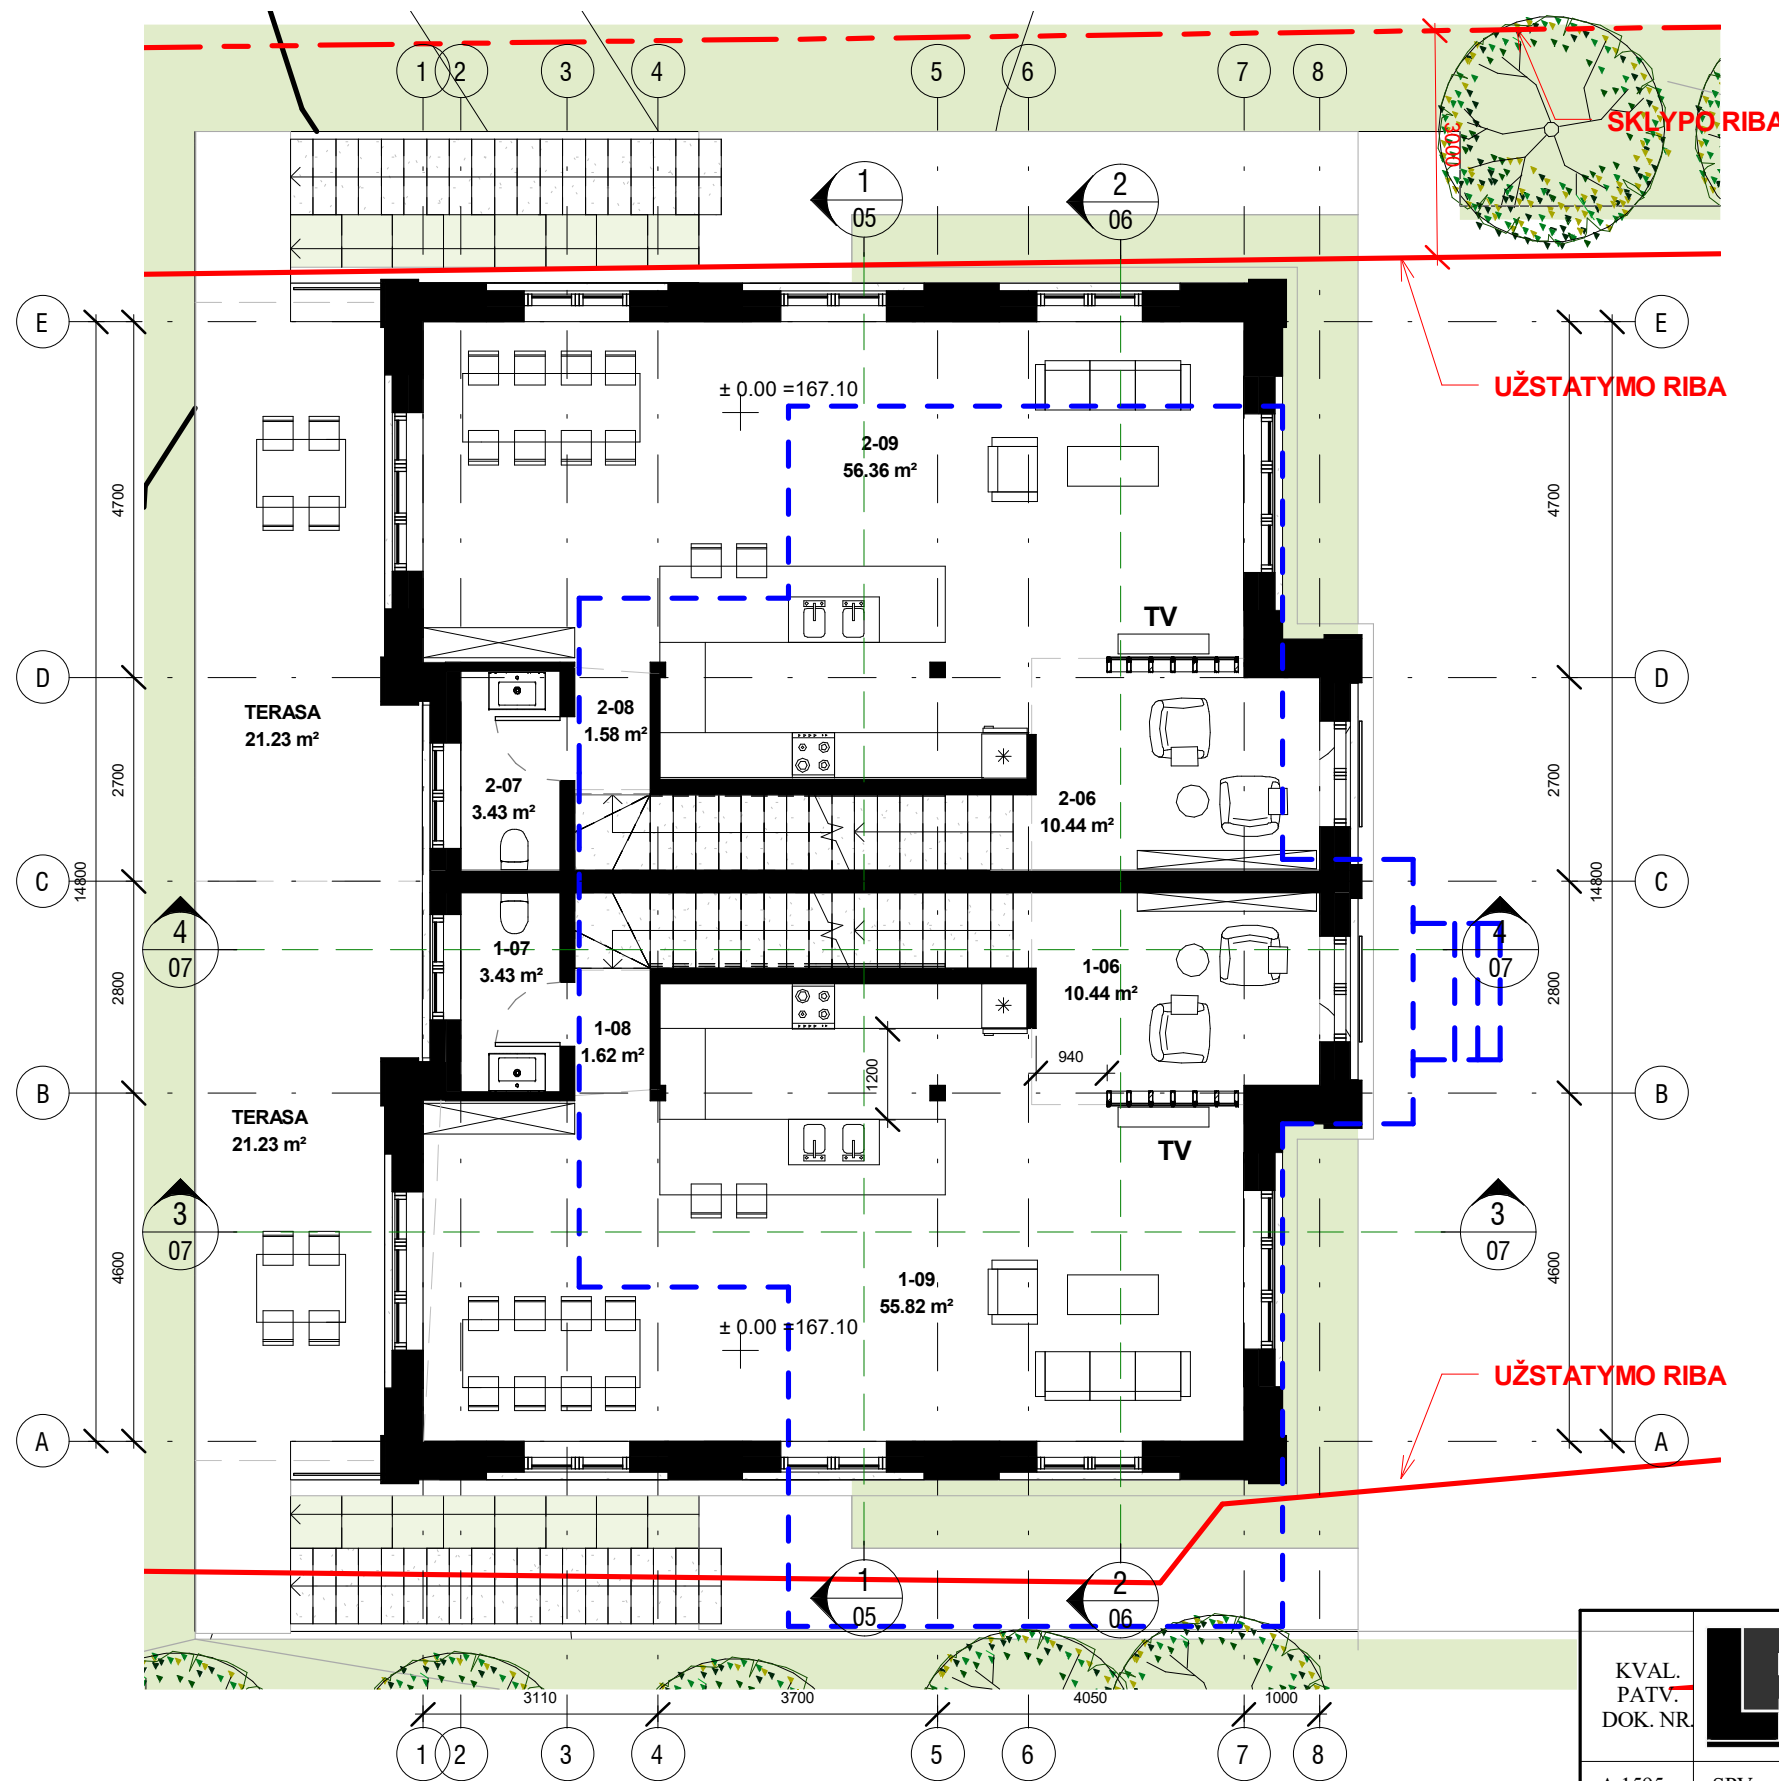 1 2 3 4 5 6 7 8
SKLYPO RIBA
3000
1
05
2
06
E
E
± 0.00 =167.10
UŽSTATYMO RIBA
2-09
56.36 m²
4700
4700
TV
D
D
TERASA
21.23 m²
2-08
1.58 m²
2700
2-07
3.43 m²
2-06
10.44 m²
2700
C
14800
14800
C
4
07
1-07
3.43 m²
1-06
10.44 m²
4
07
2800
2800
1-08
1.62 m²
940
1200
B
B
TERASA
21.23 m²
TV
3
07
3
07
4600
4600
1-09
55.82 m²
± 0.00 =167.10
UŽSTATYMO RIBA
A
A
1
05
2
06
KVAL.
PATV.
DOK. NR.
3110 3700 4050 1000
1 2 3 4 5 6 7 8